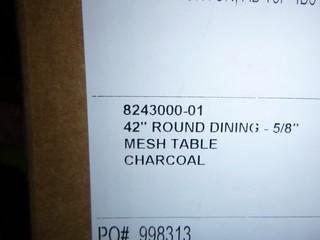 8243000-01
42" ROUND DINING - 5/8"
MESH TABLE
CHARCOAL
PO# 998313